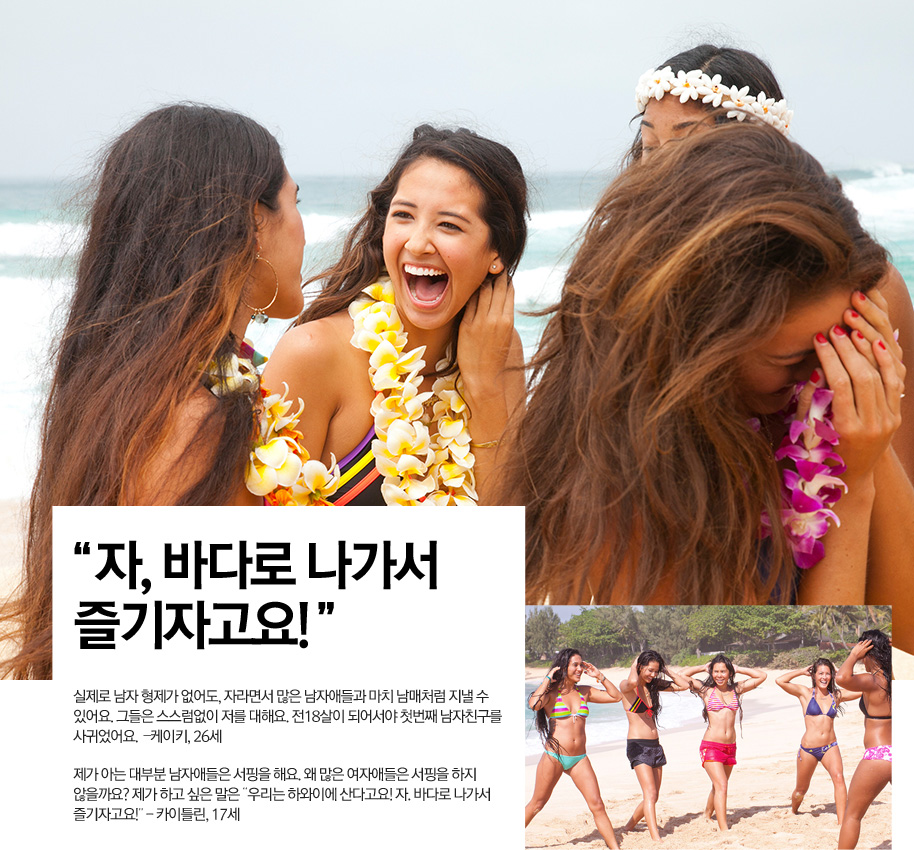 “ 자, 바다로 나가서
즐기자고요! ”
실제로 남자 형제가 없어도, 자라면서 많은 남자애들과 마치 남매처럼 지낼 수
있어요. 그들은 스스럼없이 저를 대해요. 전18살이 되어서야 첫번째 남자친구를
사귀었어요. –케이키, 26세
제가 아는 대부분 남자애들은 서핑을 해요. 왜 많은 여자애들은 서핑을 하지
않을까요? 제가 하고 싶은 말은 “우리는 하와이에 산다고요! 자. 바다로 나가서
즐기자고요!” – 카이틀린, 17세